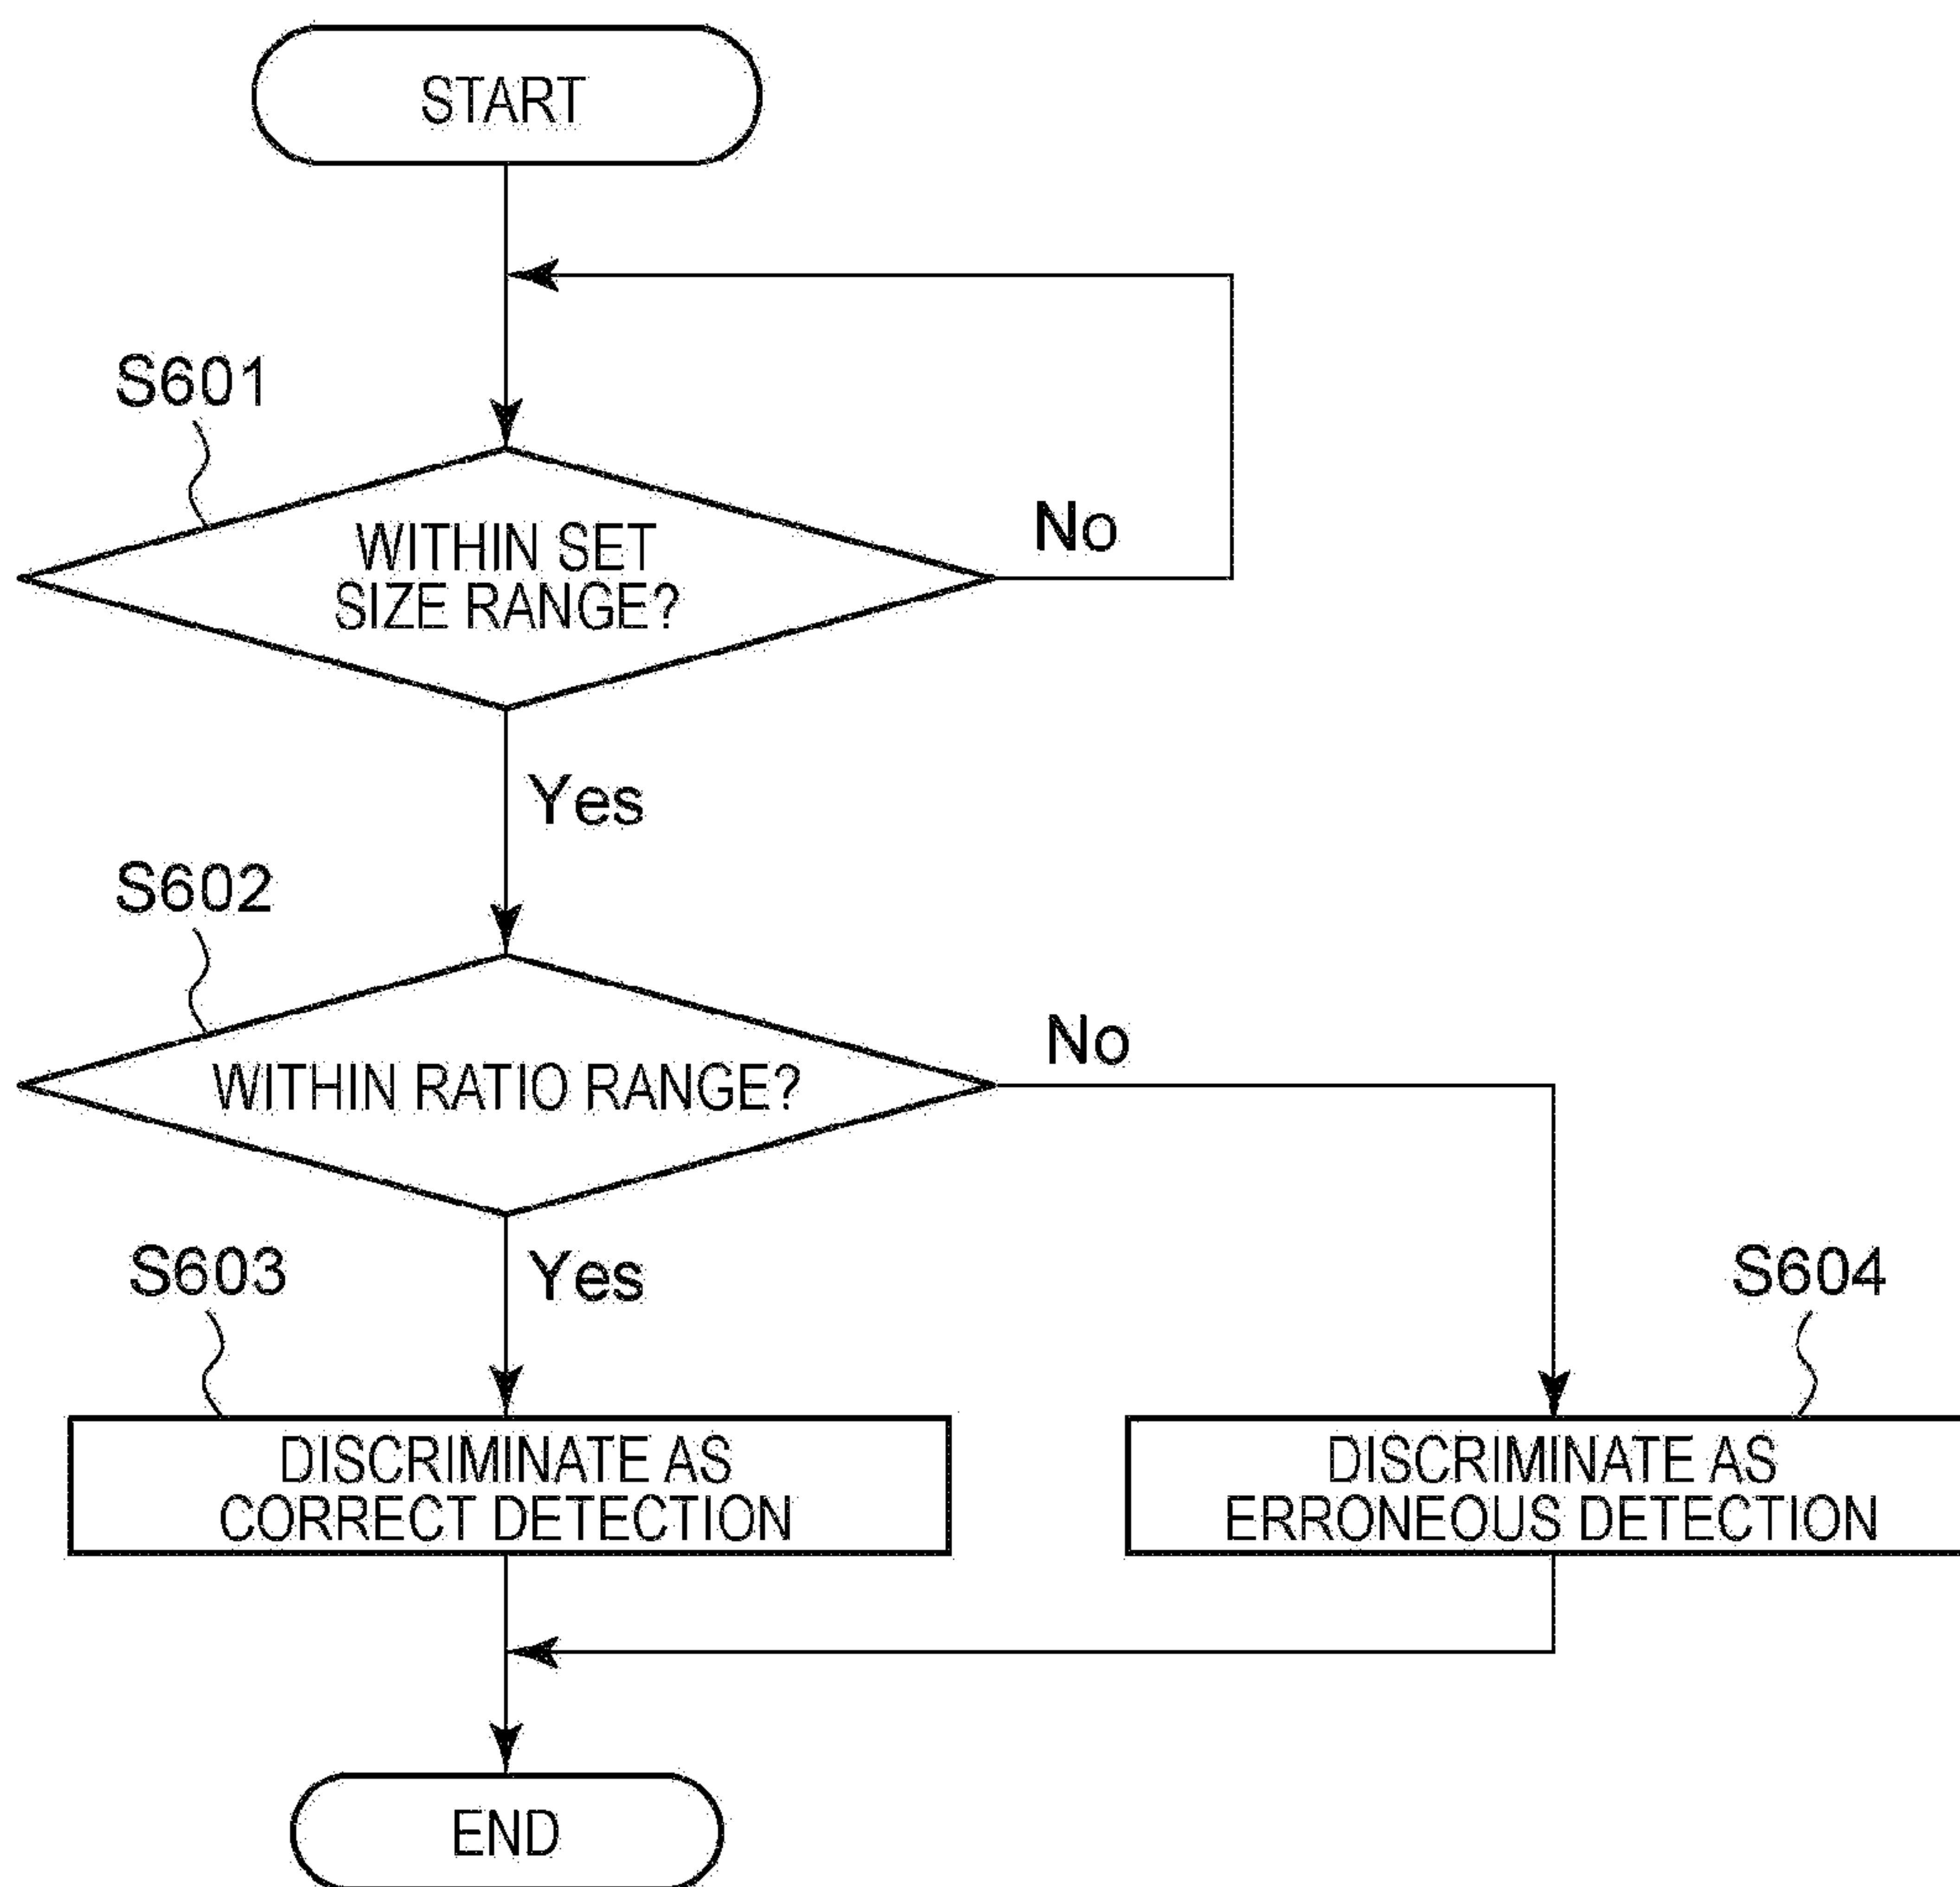 START
S601
WITHIN SET
SIZE RANGE?
No
Yes
S602
WITHIN RATIO RANGE?
No
Yes
S603
S604
DISCRIMINATE AS
CORRECT DETECTION
DISCRIMINATE AS
ERRONEOUS DETECTION
END